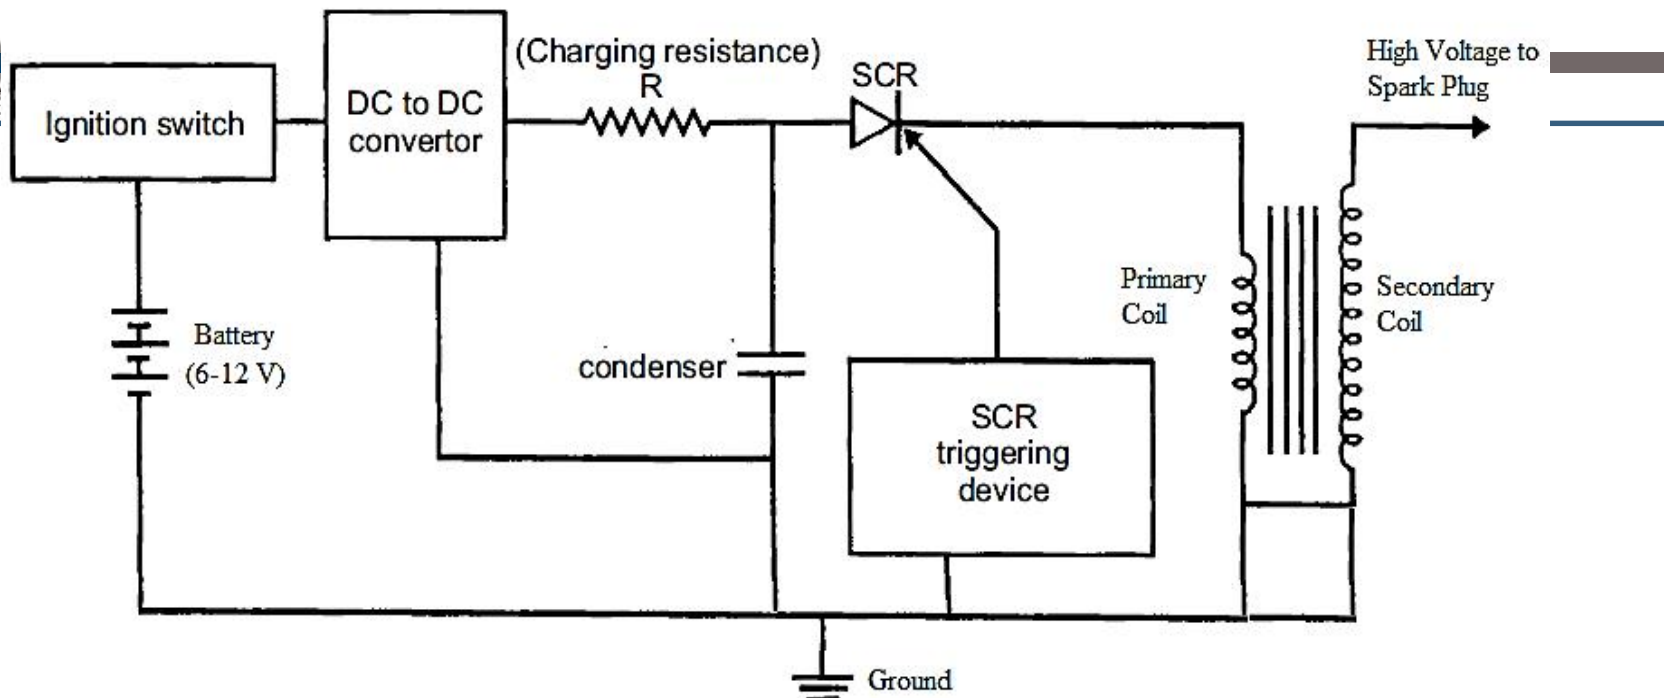 (Charging resistance)
R
SCR
High Voltage to
Spark Plug
Ignition switch
DC to DC
convertor
Primary
Coil
Secondary
Coil
Battery
(6-12 V)
condenser
SCR
triggering
device
Ground